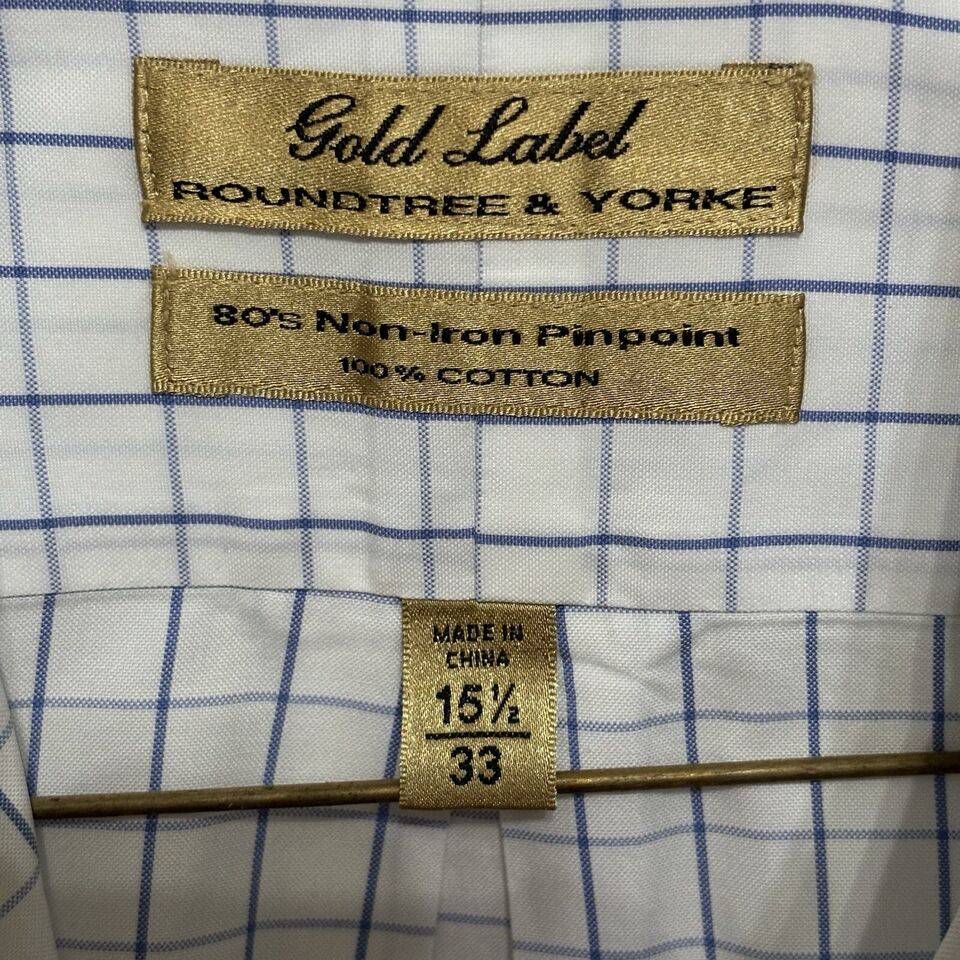 Gold Label
ROUNDTREE & YORKE
80's Non-Iron Pinpoint
100% COTTON
MADE IN
CHINA
15½
33